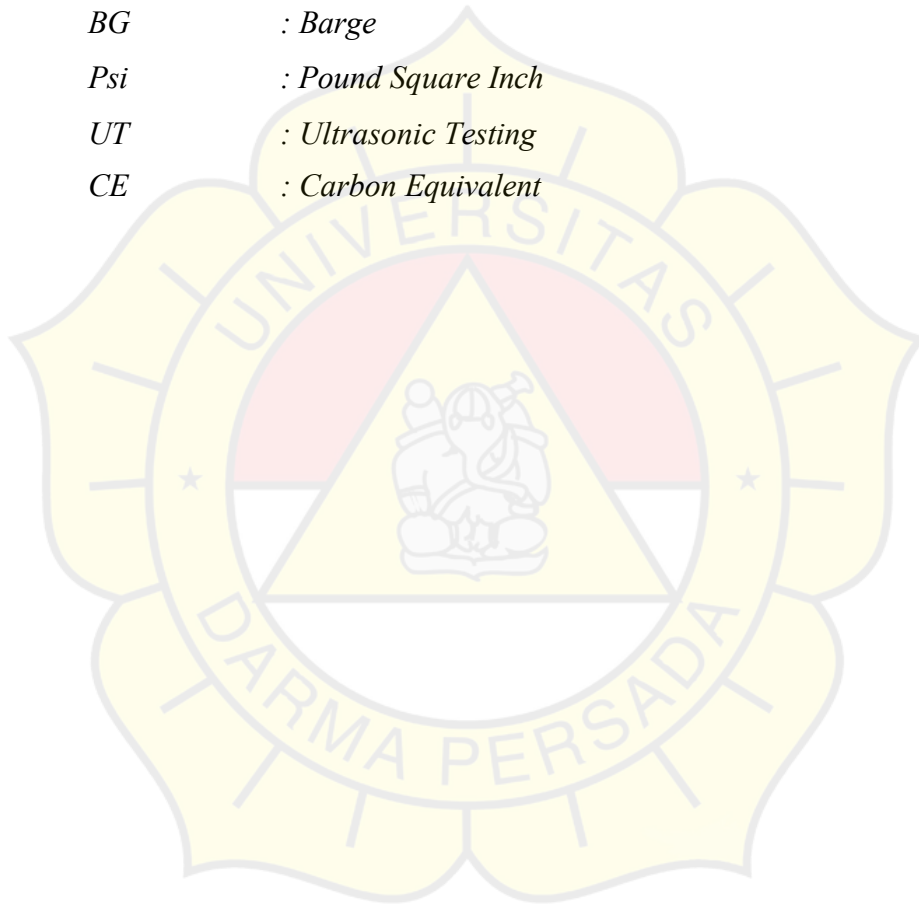 BG : Barge
Psi : Pound Square Inch
UT : Ultrasonic Testing
CE : Carbon Equivalent
UNIVERSITAS
DARMA PERSADA